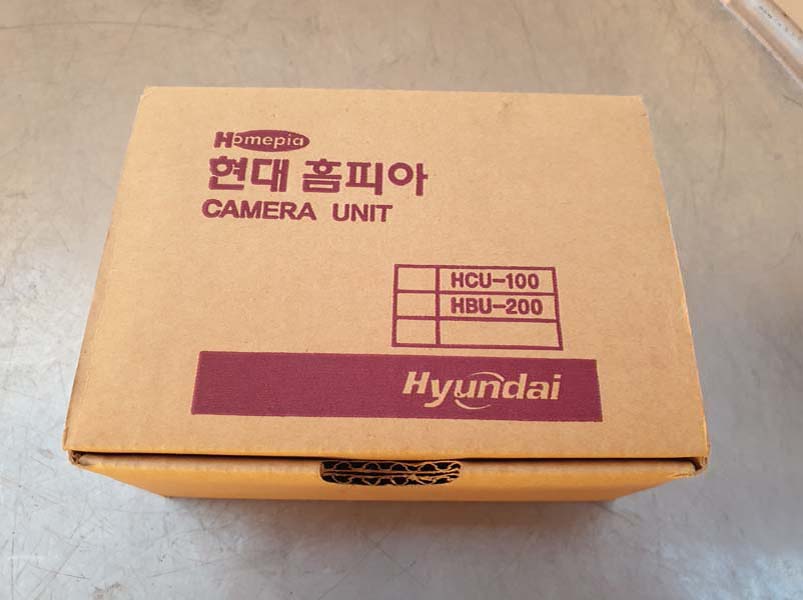 Homepia
현대 홈피아
CAMERA UNIT
HCU-100
HBU-200
Hyundai